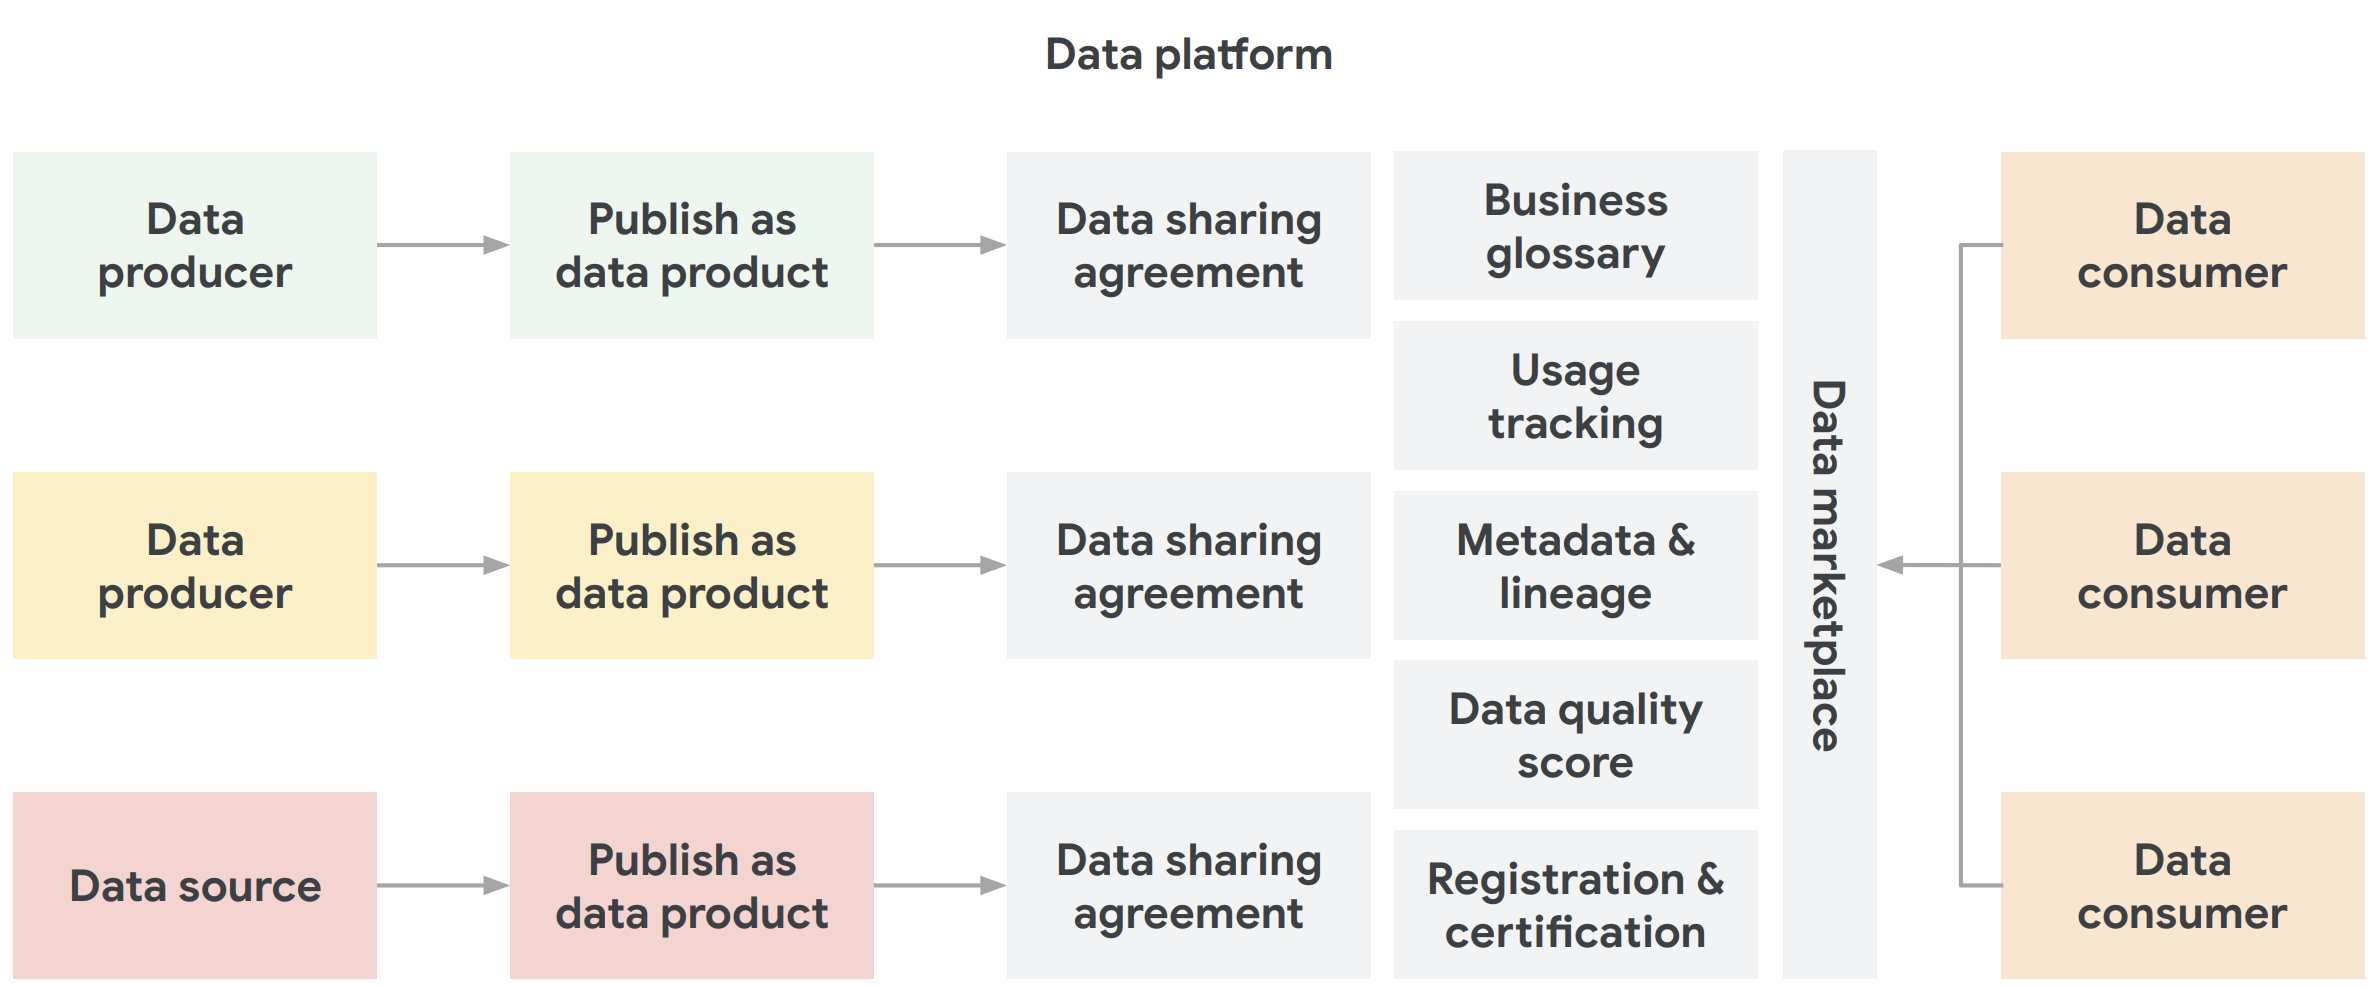 Data platform
Data
producer
Publish as
data product
Data sharing
agreement
Business
glossary
Usage
tracking
Data
producer
Publish as
data product
Data sharing
agreement
Metadata &
lineage
Data quality
score
Data source
Publish as
data product
Data sharing
agreement
Registration &
certification
Data marketplace
Data
consumer
Data
consumer
Data
consumer